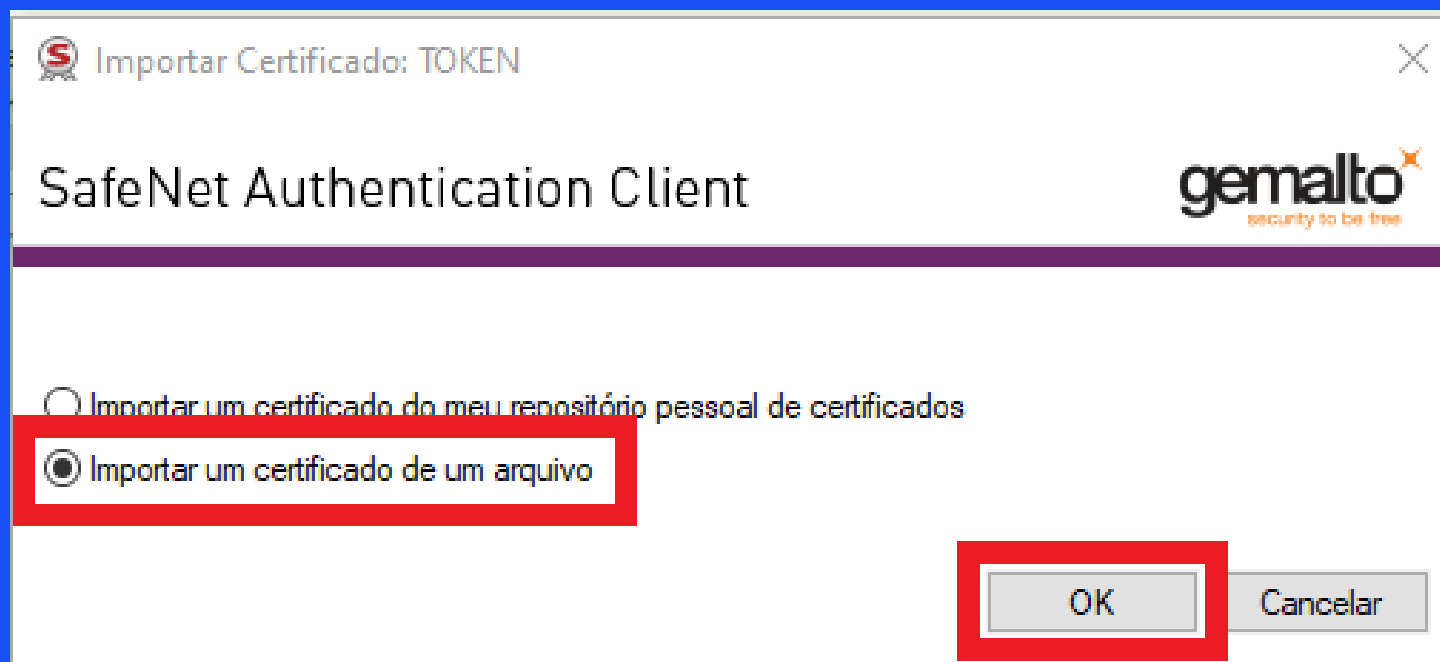 Importar Certificado: TOKEN
SafeNet Authentication Client
gemalto
security to be free
Importar um certificado do meu repositório pessoal de certificados
Importar um certificado de um arquivo
OK
Cancelar